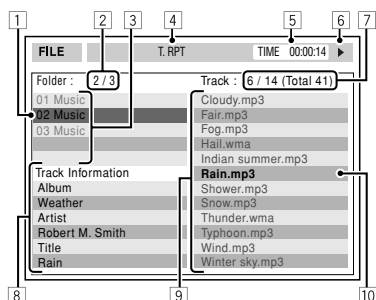 1 2 3 4 5 6 7
FILE T. RPT TIME 00:00:14
Folder : 2 / 3 Track : 6 / 14 (Total 41)
01 Music
02 Music
03 Music
Cloudy.mp3
Fair.mp3
Fog.mp3
Hail.wma
Indian summer.mp3
Rain.mp3
Shower.mp3
Snow.mp3
Thunder.wma
Typhoon.mp3
Wind.mp3
Winter sky.mp3
Track Information
Album
Weather
Artist
Robert M. Smith
Title
Rain
8 9 10